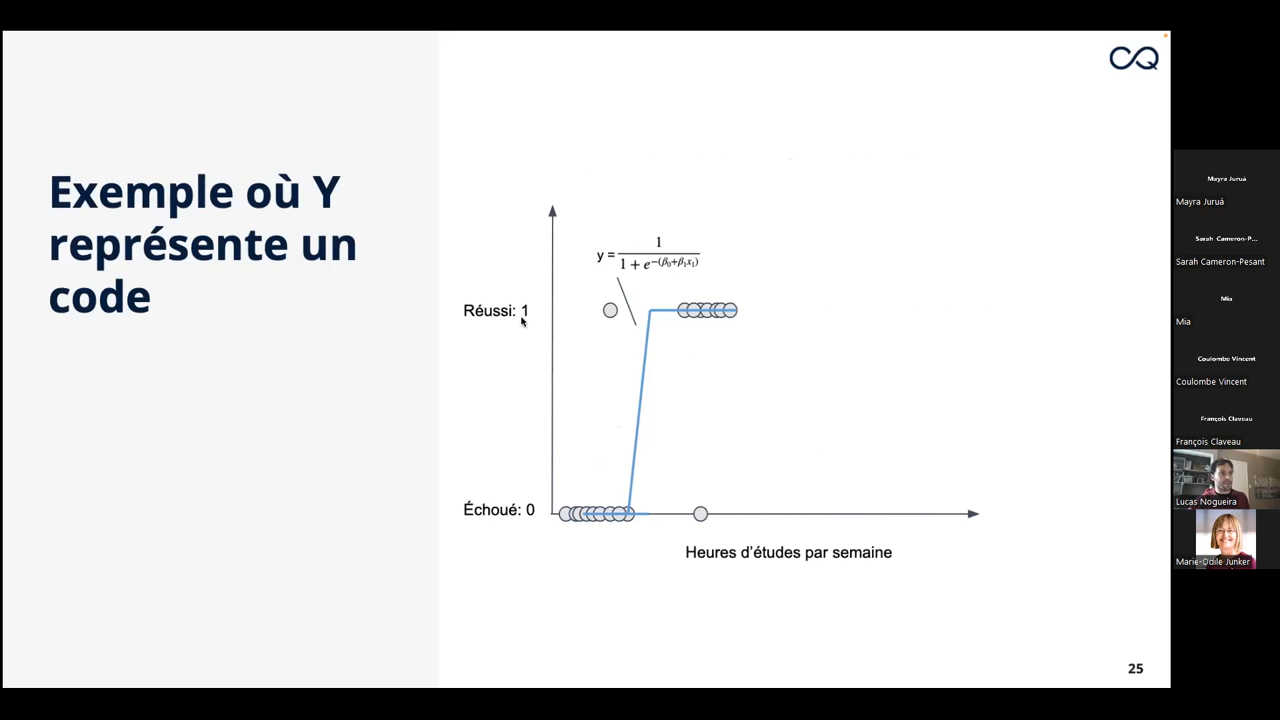 Exemple où Y
représente un
code
y = 1 / 1 + e^−(β₀+β₁x₁)
Réussi: 1
Échoué: 0
Heures d’études par semaine
25
Mayra Juruá
Mayra Juruá
Sarah Cameron-P...
Sarah Cameron-Pesant
Mia
Mia
Coulombe Vincent
Coulombe Vincent
François Claveau
François Claveau
Lucas Nogueira
Marie-Odile Junker